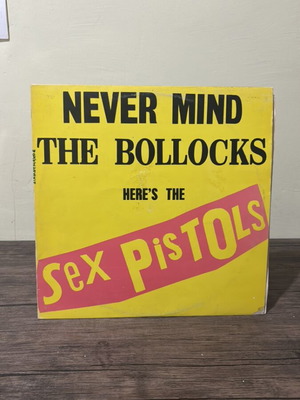 NEVER MIND
THE BOLLOCKS
HERE'S THE
Sex PiSTOLS